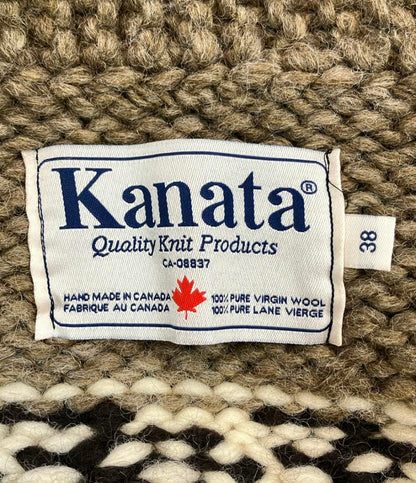 Kanata®
Quality Knit Products
CA-08837
HAND MADE IN CANADA 100% PURE VIRGIN WOOL
FABRIQUE AU CANADA 100% PURE LANE VIERGE
38